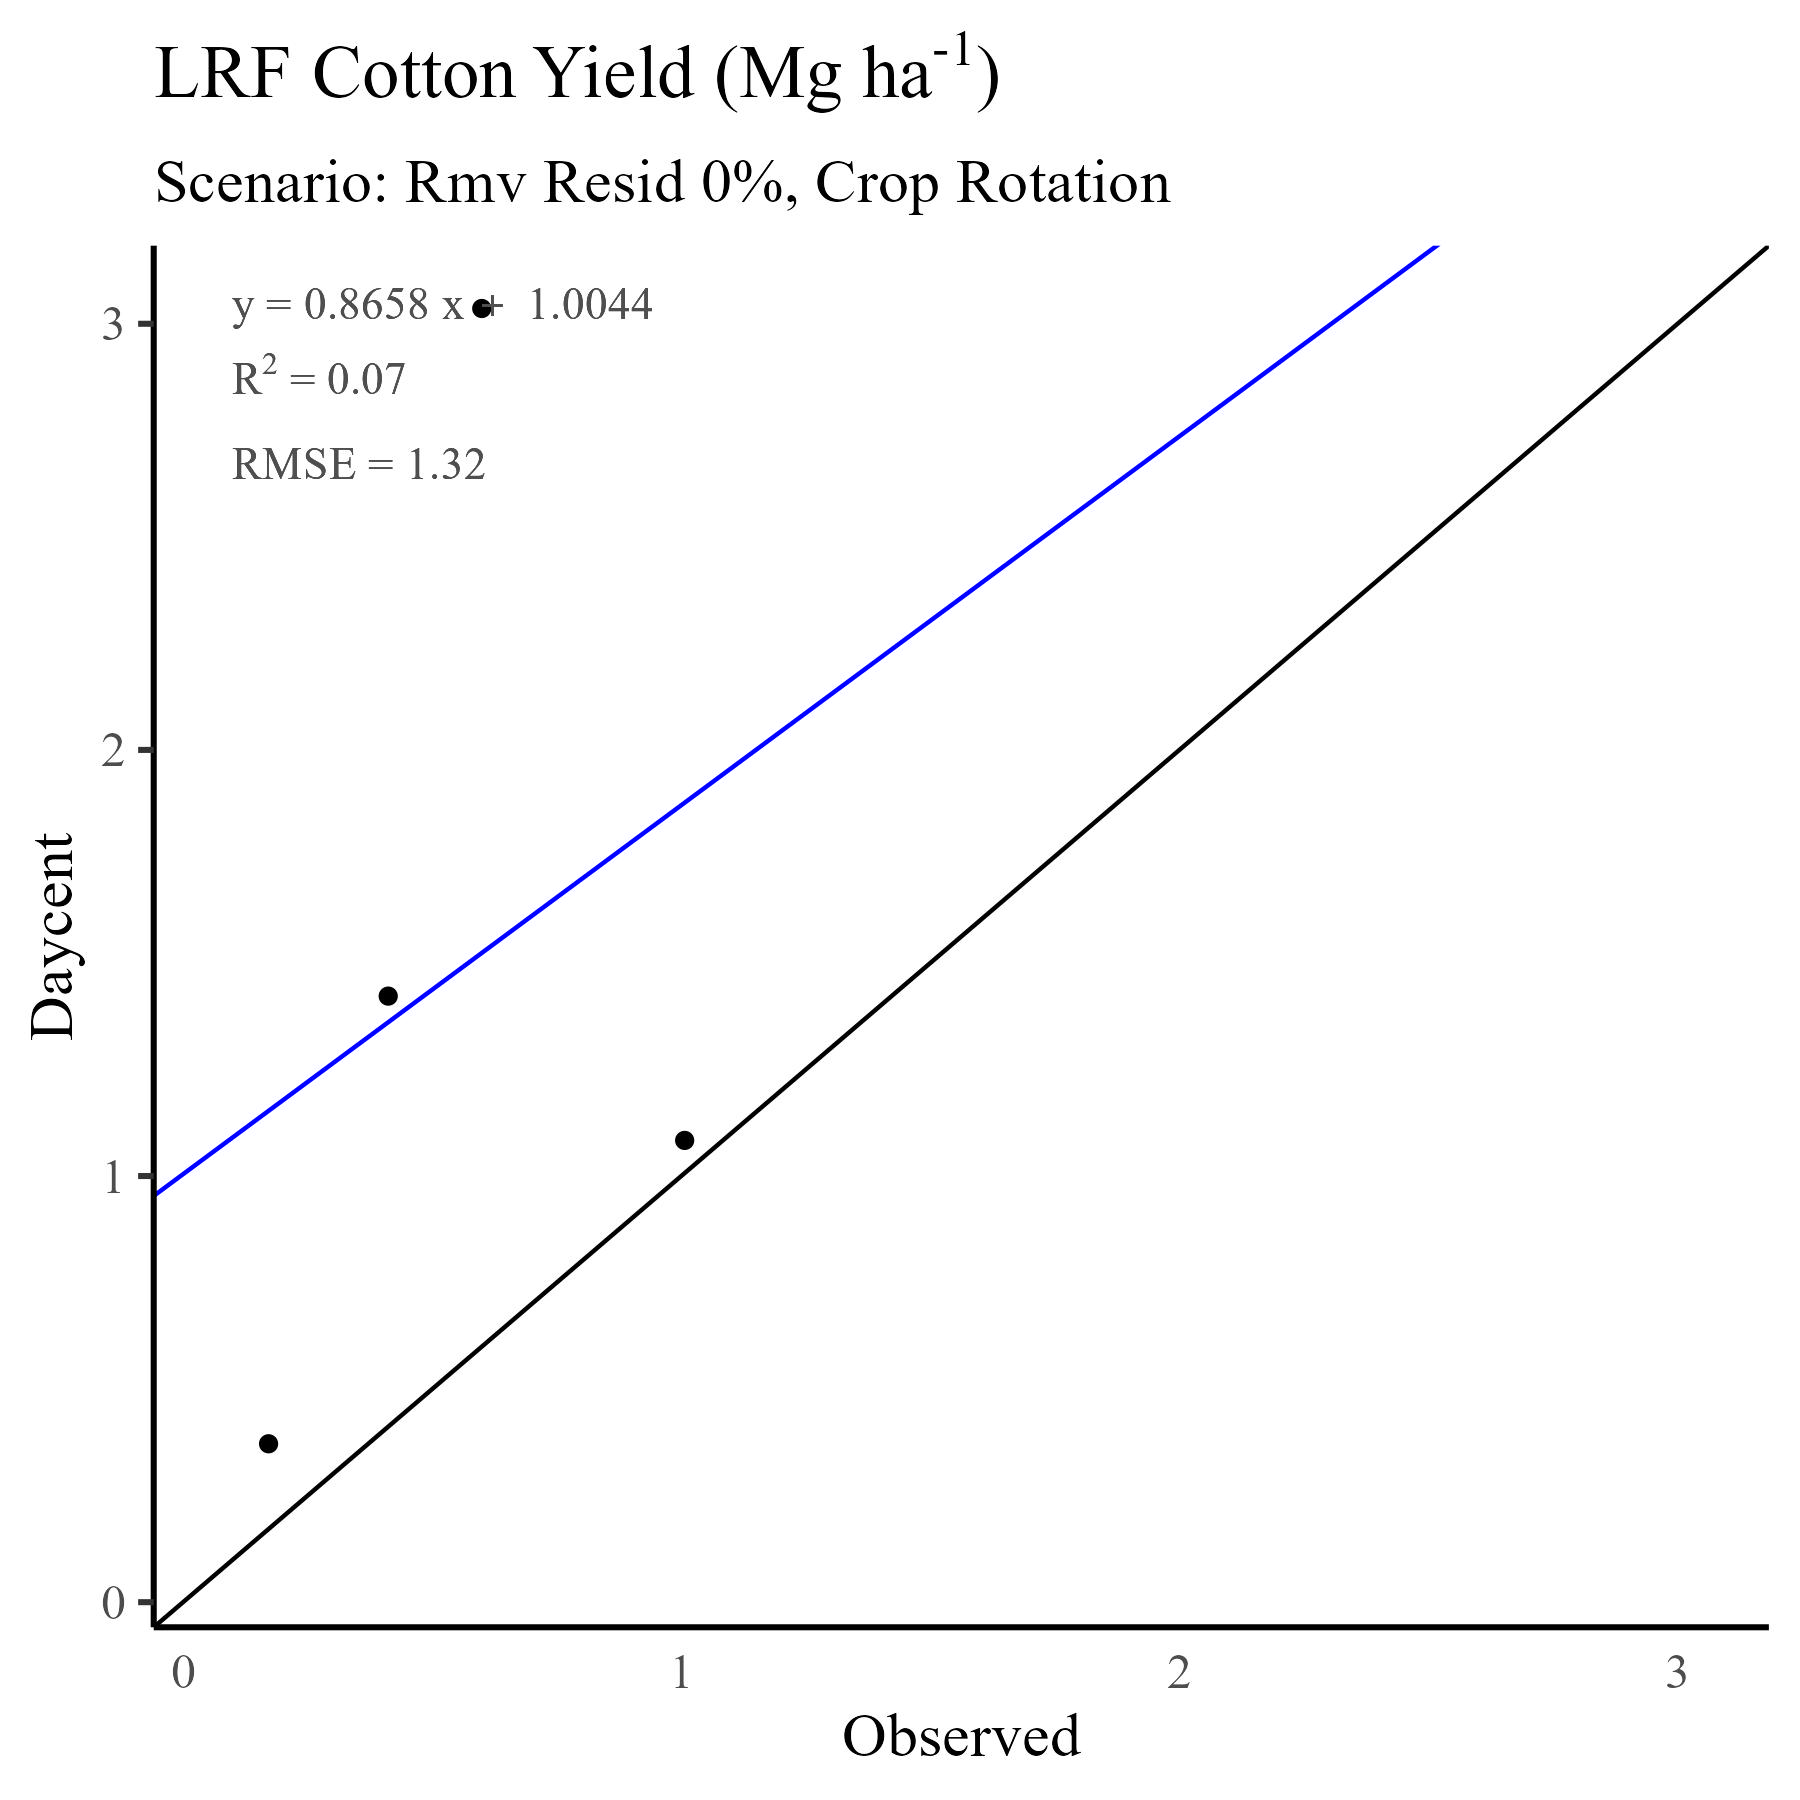 LRF Cotton Yield (Mg ha⁻¹)
Scenario: Rmv Resid 0%, Crop Rotation
y = 0.8658 x + 1.0044
R² = 0.07
RMSE = 1.32
3
2
1
0
Daycent
0 1 2 3
Observed